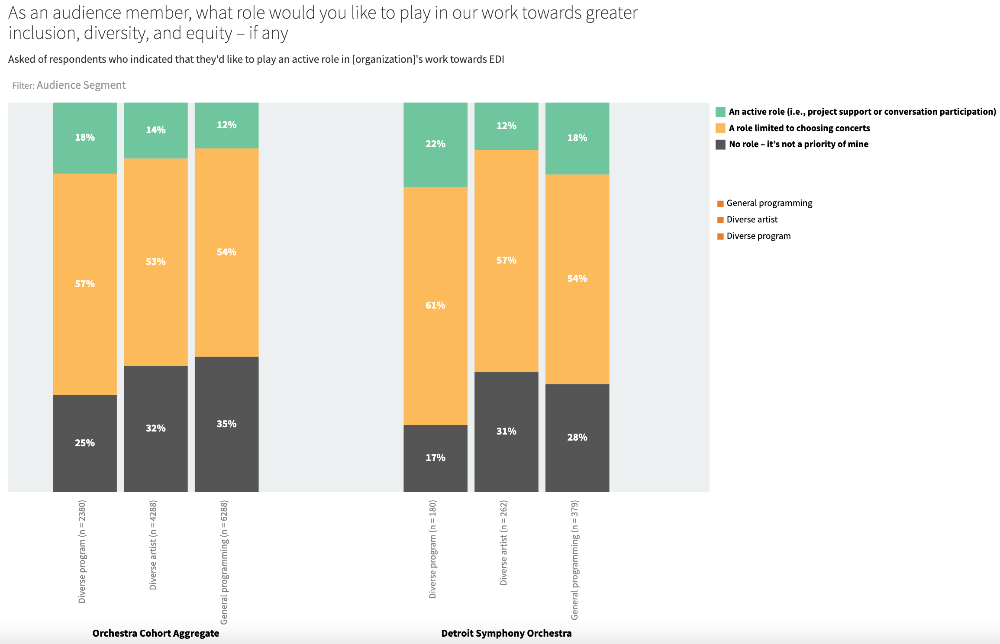 As an audience member, what role would you like to play in our work towards greater
inclusion, diversity, and equity – if any
Asked of respondents who indicated that they'd like to play an active role in [organization]'s work towards EDI
Filter: Audience Segment
18%
14%
12%
57%
53%
54%
25%
32%
35%
22%
12%
18%
61%
57%
54%
17%
31%
28%
An active role (i.e., project support or conversation participation)
A role limited to choosing concerts
No role – it’s not a priority of mine
General programming
Diverse artist
Diverse program
Diverse program (n = 2380)
Diverse artist (n = 4288)
General programming (n = 6288)
Diverse program (n = 180)
Diverse artist (n = 262)
General programming (n = 379)
Orchestra Cohort Aggregate
Detroit Symphony Orchestra